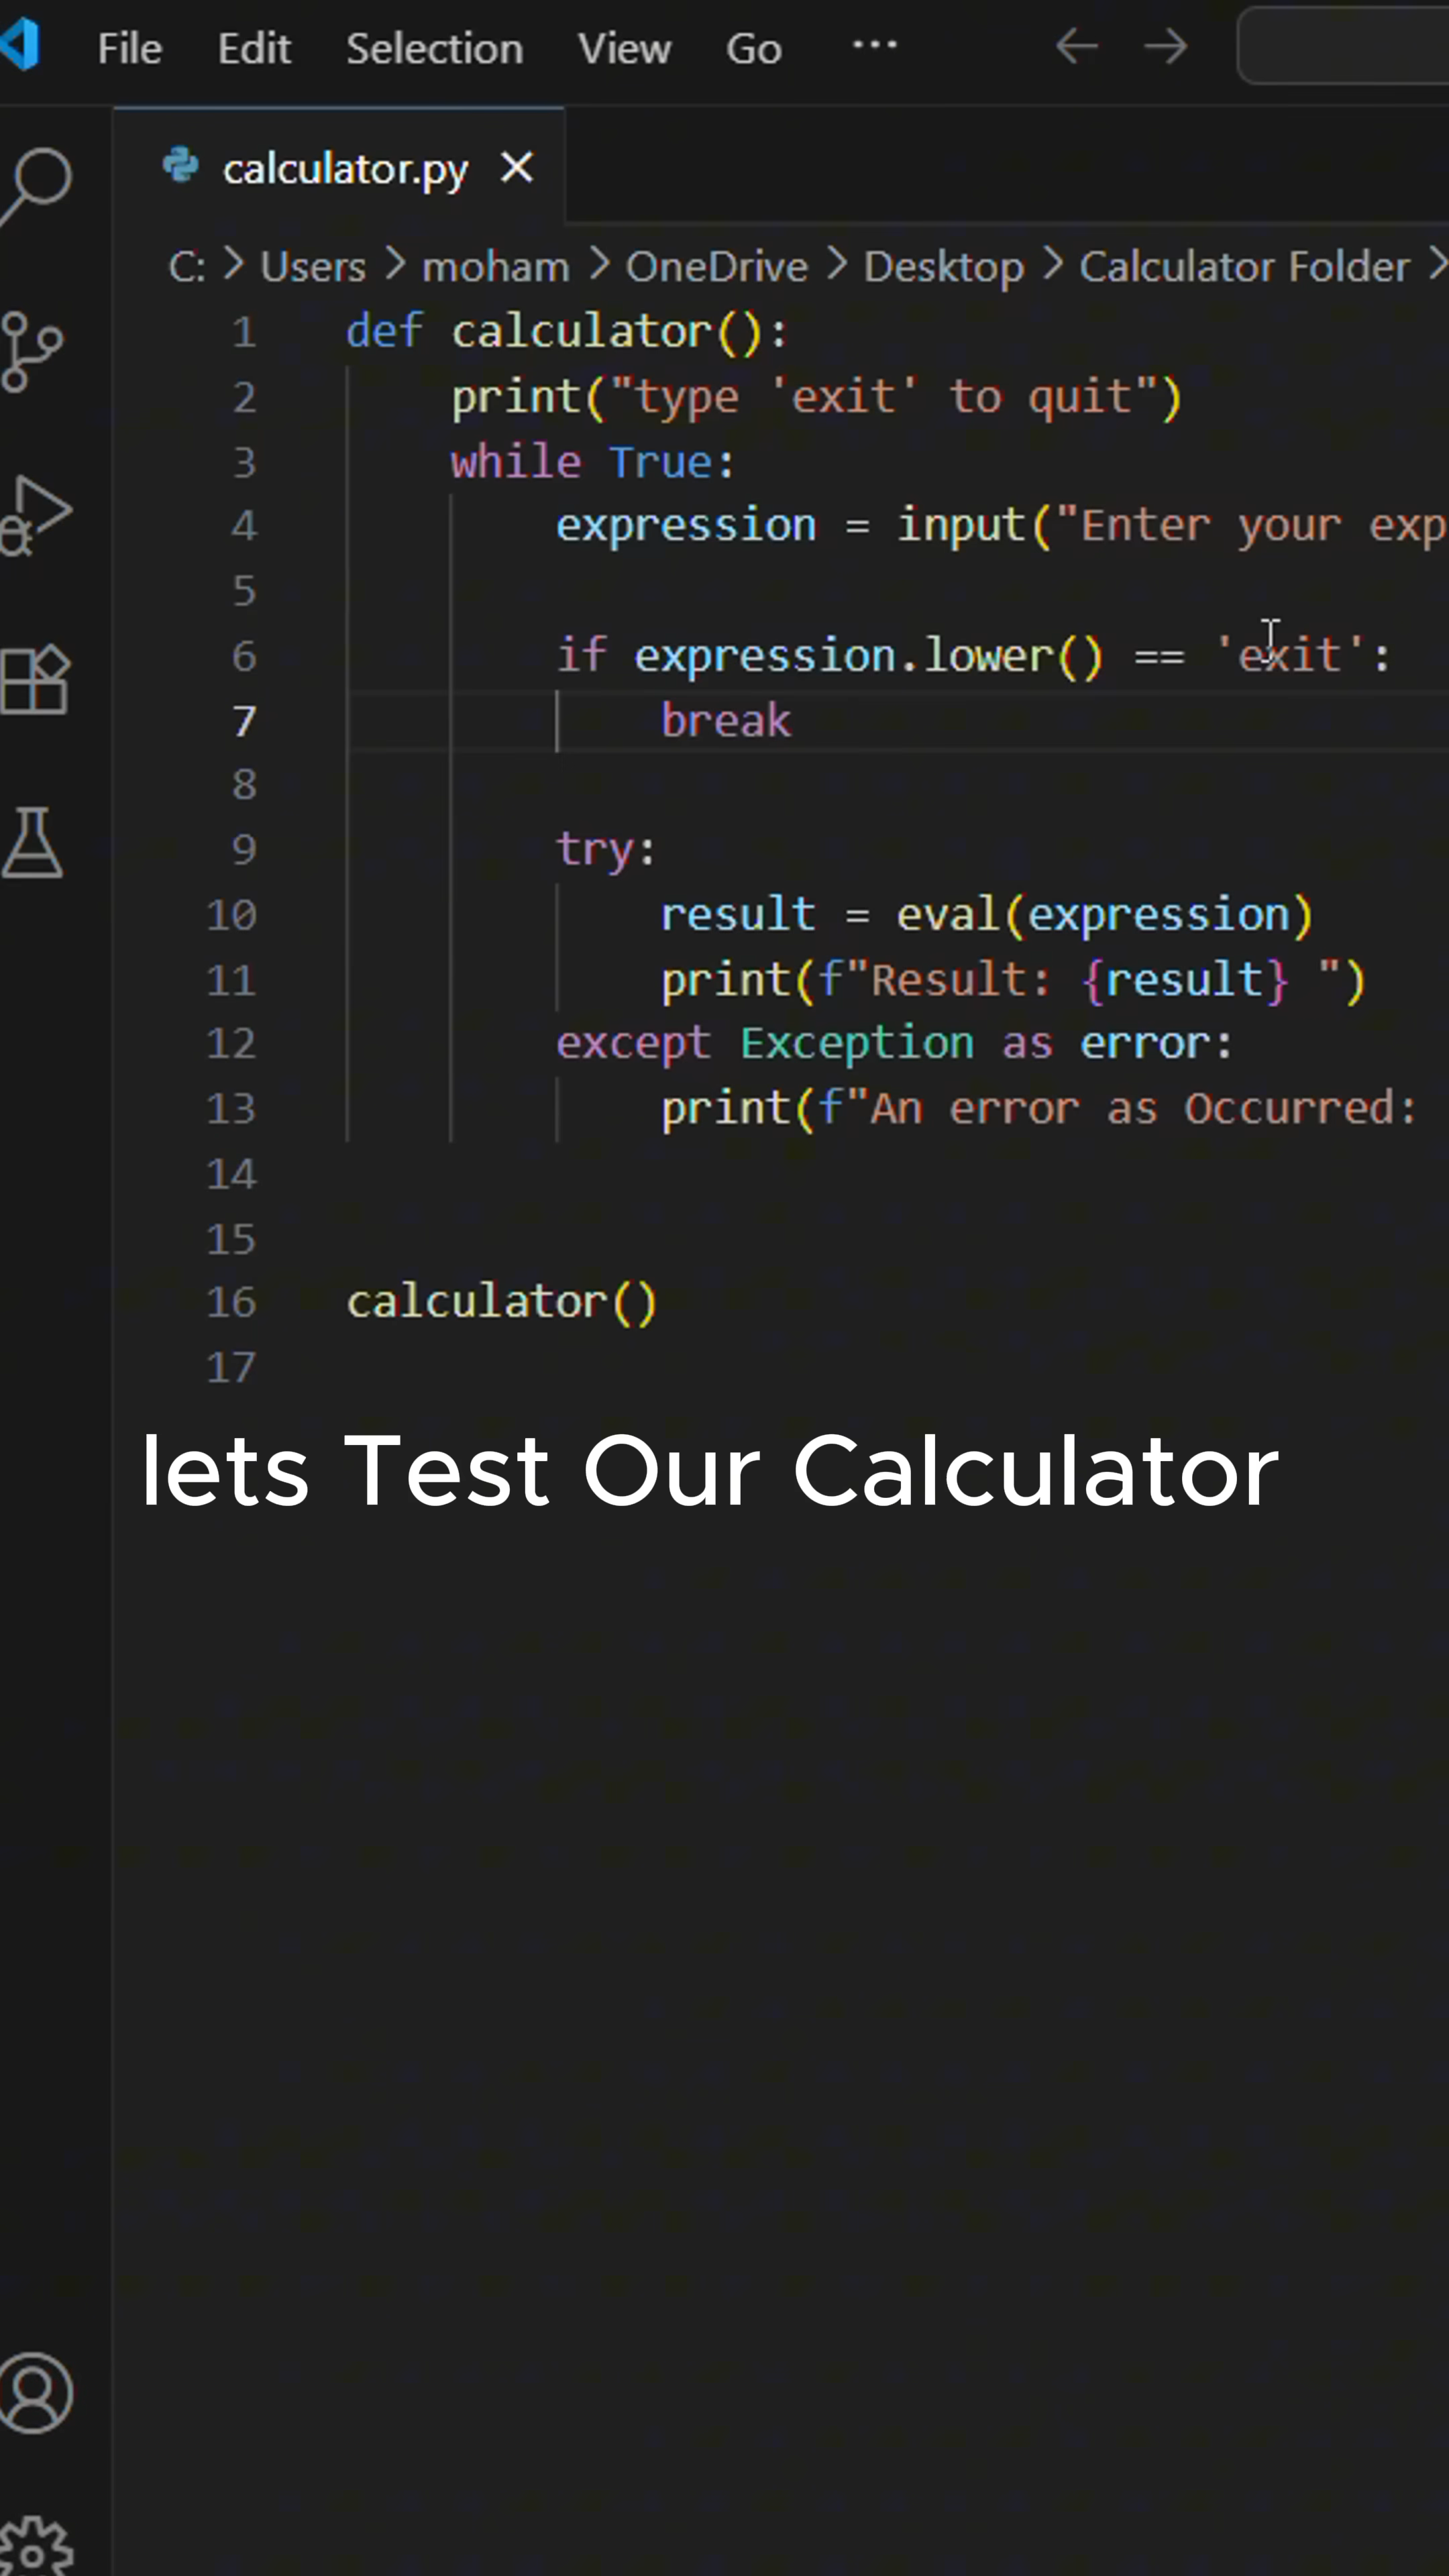 File Edit Selection View Go ...
calculator.py
C: > Users > moham > OneDrive > Desktop > Calculator Folder >
1 def calculator():
2 print("type 'exit' to quit")
3 while True:
4 expression = input("Enter your exp
5
6 if expression.lower() == 'exit':
7 break
8
9 try:
10 result = eval(expression)
11 print(f"Result: {result} ")
12 except Exception as error:
13 print(f"An error as Occurred:
14
15
16 calculator()
17
lets Test Our Calculator